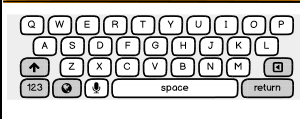 Q W E R T Y U I O P
A S D F G H J K L
Z X C V B N M
123 space return